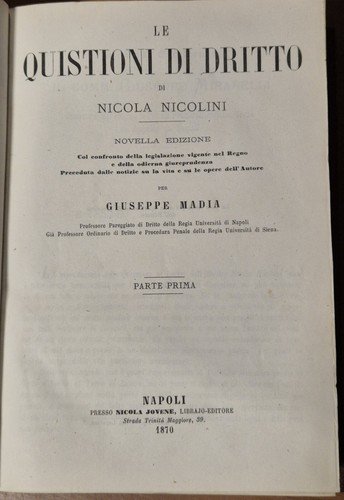 LE
QUISTIONI DI DRITTO
DI
NICOLA NICOLINI
NOVELLA EDIZIONE
Col confronto della legislazione vigente nel Regno
e della odierna giureprudenza
Preceduta dalle notizie su la vita e su le opere dell'Autore
PER
GIUSEPPE MADIA
Professore Pareggiato di Dritto della Regia Università di Napoli
Già Professore Ordinario di Dritto e Procedura Penale della Regia Università di Siena.
PARTE PRIMA
NAPOLI
PRESSO NICOLA JOVENE, LIBRAJO-EDITORE
Strada Trinità Maggiore, 39.
1870